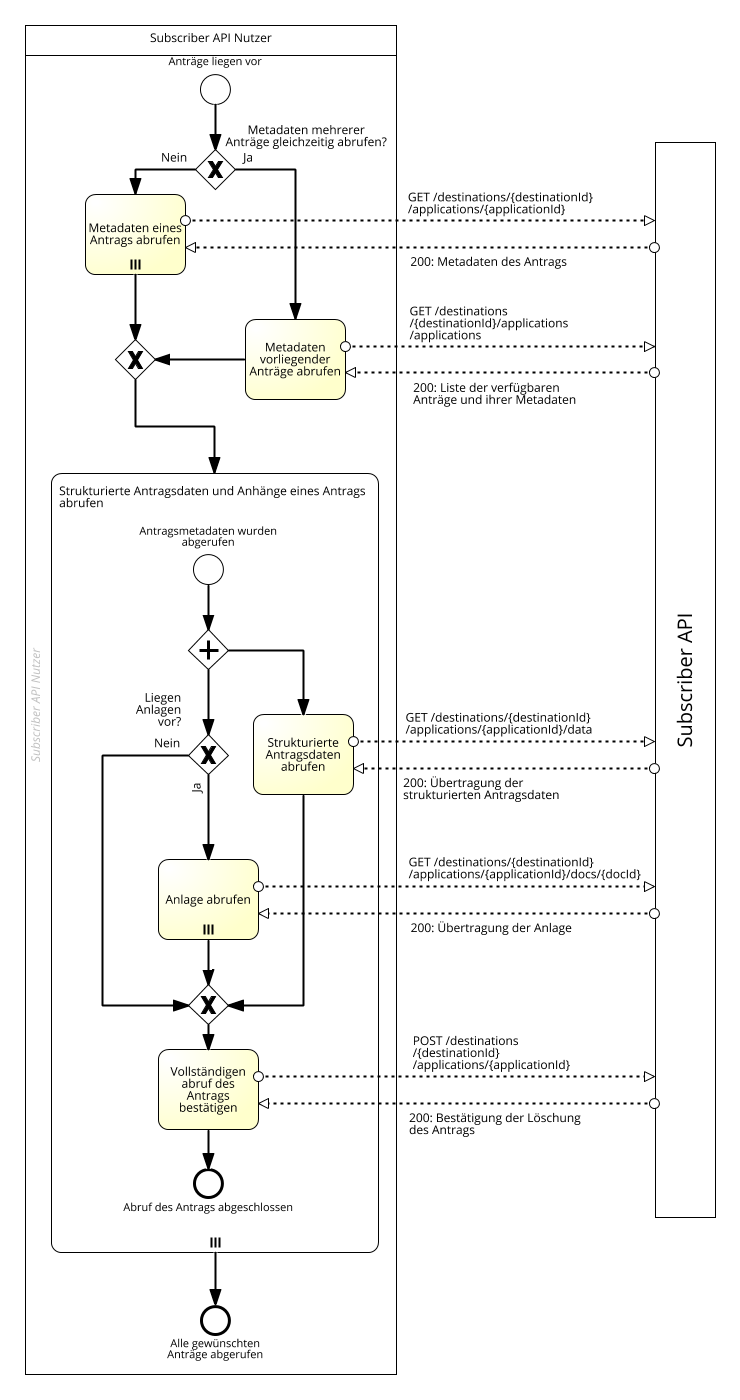 Subscriber API Nutzer
Anträge liegen vor
Metadaten mehrerer
Anträge gleichzeitig abrufen?
Nein
Ja
Metadaten eines
Antrags abrufen
GET /destinations/{destinationId}
/applications/{applicationId}
200: Metadaten des Antrags
Metadaten
vorliegender
Anträge abrufen
GET /destinations
/{destinationId}/applications
/applications
200: Liste der verfügbaren
Anträge und ihrer Metadaten
Strukturierte Antragsdaten und Anhänge eines Antrags
abrufen
Antragsmetadaten wurden
abgerufen
Subscriber API Nutzer
Subscriber API
Liegen
Anlagen
vor?
Nein
Ja
Strukturierte
Antragsdaten
abrufen
GET /destinations/{destinationId}
/applications/{applicationId}/data
200: Übertragung der
strukturierten Antragsdaten
Anlage abrufen
GET /destinations/{destinationId}
/applications/{applicationId}/docs/{docId}
200: Übertragung der Anlage
Vollständigen
abruf des
Antrags
bestätigen
POST /destinations
/{destinationId}
/applications/{applicationId}
200: Bestätigung der Löschung
des Antrags
Abruf des Antrags abgeschlossen
Alle gewünschten
Anträge abgerufen